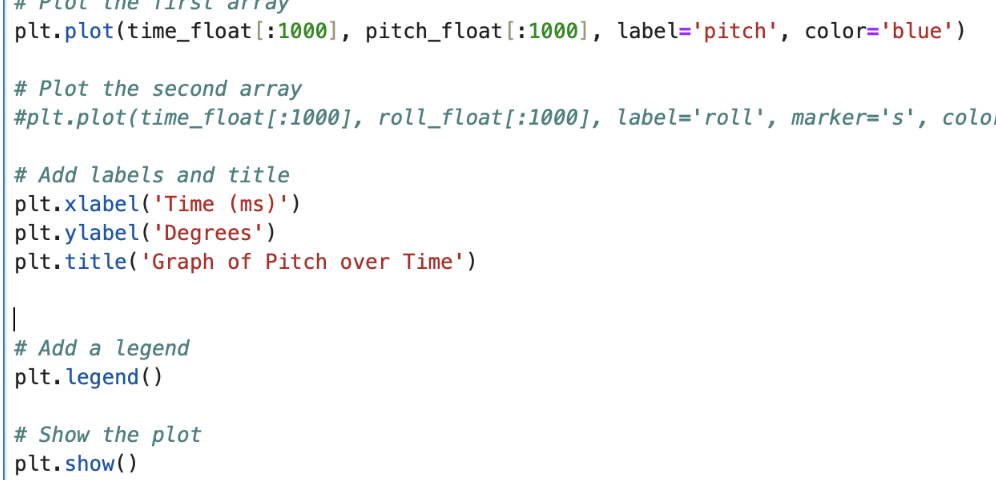 # Plot the first array
plt.plot(time_float[:1000], pitch_float[:1000], label='pitch', color='blue')
# Plot the second array
#plt.plot(time_float[:1000], roll_float[:1000], label='roll', marker='s', color
# Add labels and title
plt.xlabel('Time (ms)')
plt.ylabel('Degrees')
plt.title('Graph of Pitch over Time')
# Add a legend
plt.legend()
# Show the plot
plt.show()